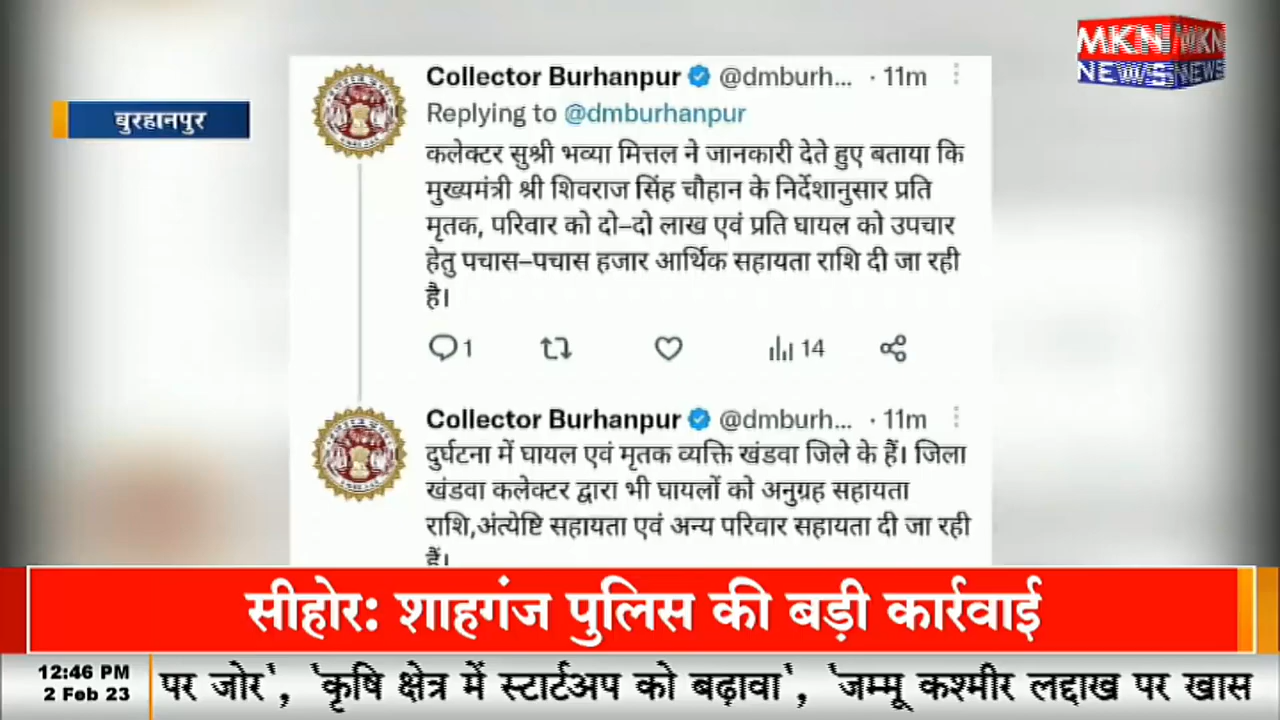 MKN NEWS
MKN NEWS
बुरहानपुर
Collector Burhanpur @dmburh... · 11m
Replying to @dmburhanpur
कलेक्टर सुश्री भव्या मित्तल ने जानकारी देते हुए बताया कि
मुख्यमंत्री श्री शिवराज सिंह चौहान के निर्देशानुसार प्रति
मृतक, परिवार को दो–दो लाख एवं प्रति घायल को उपचार
हेतु पचास–पचास हजार आर्थिक सहायता राशि दी जा रही
है।
1 14
Collector Burhanpur @dmburh... · 11m
दुर्घटना में घायल एवं मृतक व्यक्ति खंडवा जिले के हैं। जिला
खंडवा कलेक्टर द्वारा भी घायलों को अनुग्रह सहायता
राशि,अंत्येष्टि सहायता एवं अन्य परिवार सहायता दी जा रही
हैं।
सीहोर: शाहगंज पुलिस की बड़ी कार्रवाई
12:46 PM
2 Feb 23
पर जोर', 'कृषि क्षेत्र में स्टार्टअप को बढ़ावा', 'जम्मू कश्मीर लद्दाख पर खास